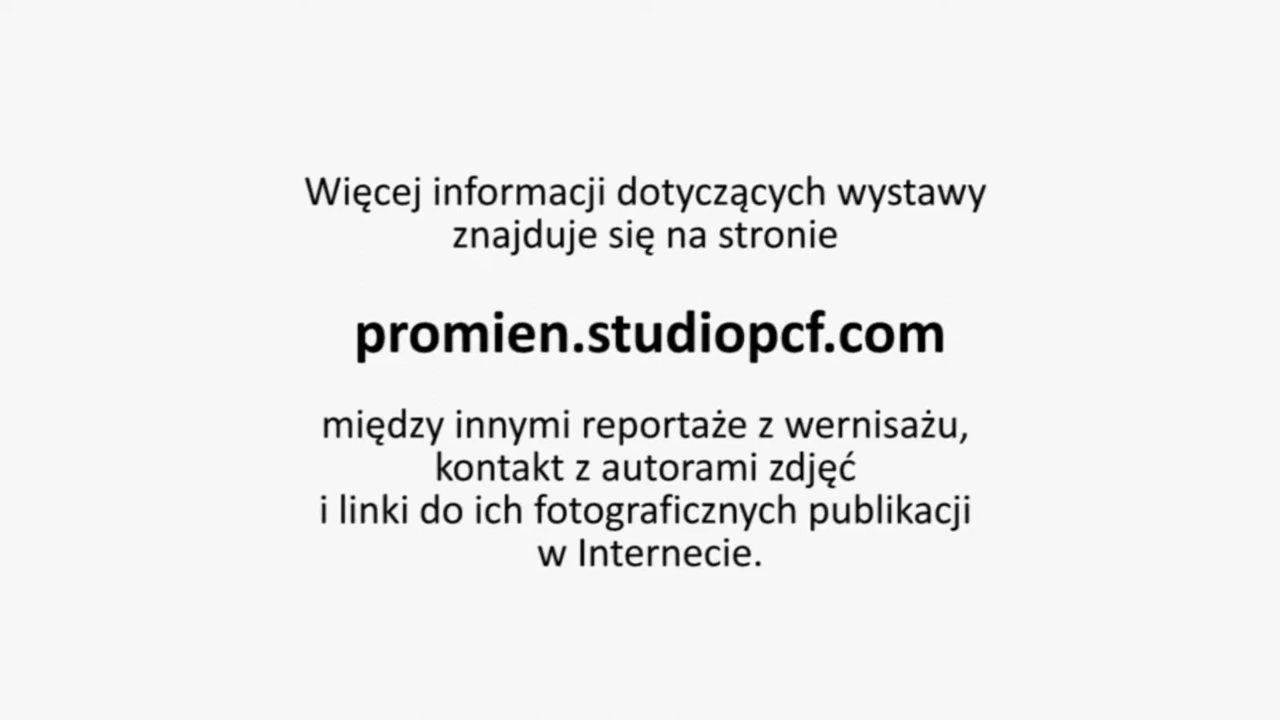 Więcej informacji dotyczących wystawy
znajduje się na stronie
promien.studiopcf.com
między innymi reportaże z wernisażu,
kontakt z autorami zdjęć
i linki do ich fotograficznych publikacji
w Internecie.